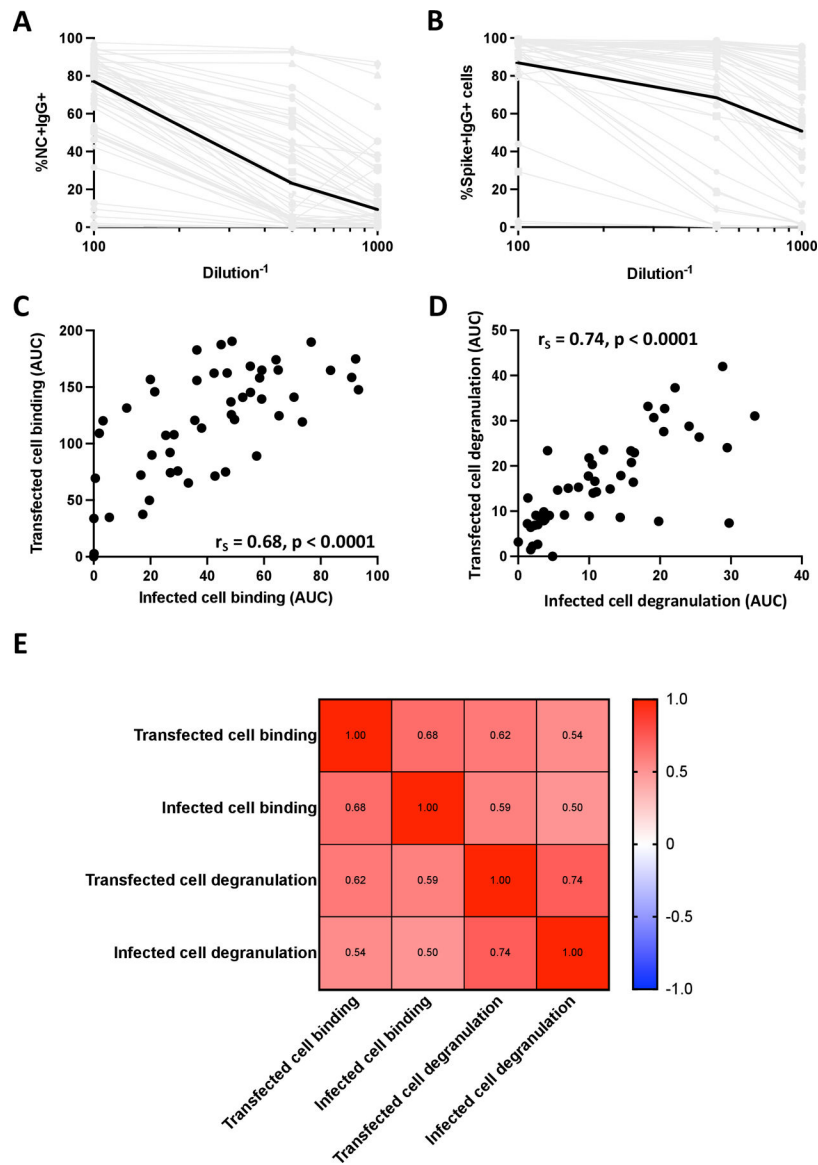 A
B
100
80
60
40
20
0
%NC+IgG+
100
1000
Dilution-1
100
80
60
40
20
0
%Spike+IgG+ cells
100
1000
Dilution-1
C
D
200
150
100
50
0
Transfected cell binding (AUC)
rS = 0.68, p < 0.0001
0 20 40 60 80 100
Infected cell binding (AUC)
50
40
30
20
10
0
Transfected cell degranulation (AUC)
rS = 0.74, p < 0.0001
0 10 20 30 40
Infected cell degranulation (AUC)
E
Transfected cell binding
1.00 0.68 0.62 0.54
Infected cell binding
0.68 1.00 0.59 0.50
Transfected cell degranulation
0.62 0.59 1.00 0.74
Infected cell degranulation
0.54 0.50 0.74 1.00
Transfected cell binding
Infected cell binding
Transfected cell degranulation
Infected cell degranulation
1.0
0.5
0
-0.5
-1.0